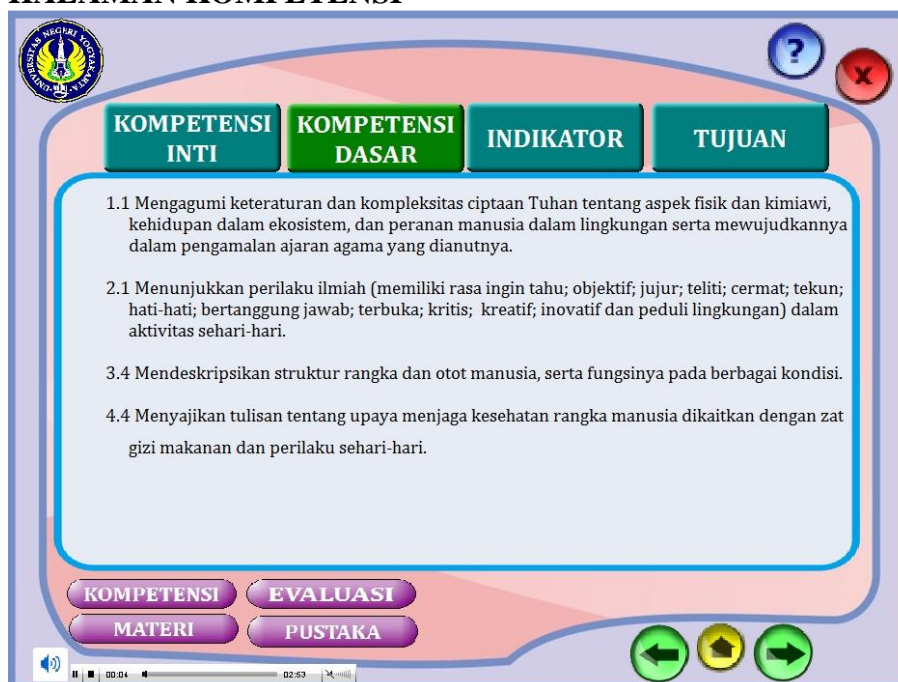 HALAMAN KOMPETENSI
UNIVERSITAS NEGERI YOGYAKARTA
?
X
KOMPETENSI
INTI
KOMPETENSI
DASAR
INDIKATOR
TUJUAN
1.1 Mengagumi keteraturan dan kompleksitas ciptaan Tuhan tentang aspek fisik dan kimiawi,
kehidupan dalam ekosistem, dan peranan manusia dalam lingkungan serta mewujudkannya
dalam pengamalan ajaran agama yang dianutnya.
2.1 Menunjukkan perilaku ilmiah (memiliki rasa ingin tahu; objektif; jujur; teliti; cermat; tekun;
hati-hati; bertanggung jawab; terbuka; kritis; kreatif; inovatif dan peduli lingkungan) dalam
aktivitas sehari-hari.
3.4 Mendeskripsikan struktur rangka dan otot manusia, serta fungsinya pada berbagai kondisi.
4.4 Menyajikan tulisan tentang upaya menjaga kesehatan rangka manusia dikaitkan dengan zat
gizi makanan dan perilaku sehari-hari.
KOMPETENSI
EVALUASI
MATERI
PUSTAKA
00:04
02:53